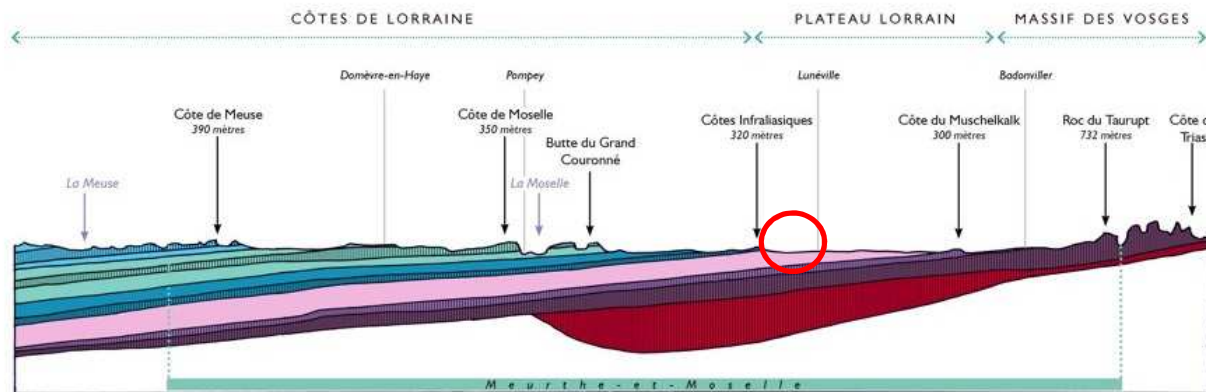 CÔTES DE LORRAINE
PLATEAU LORRAIN
MASSIF DES VOSGES
Domèvre-en-Haye
Pompey
Lunéville
Badonviller
Côte de Meuse
390 mètres
Côte de Moselle
350 mètres
Côtes Infraliasiques
320 mètres
Côte du Muschelkalk
300 mètres
Roc du Taurupt
732 mètres
Côte d
Trias
Butte du Grand
Couronné
La Meuse
La Moselle
Meurthe-et-Moselle